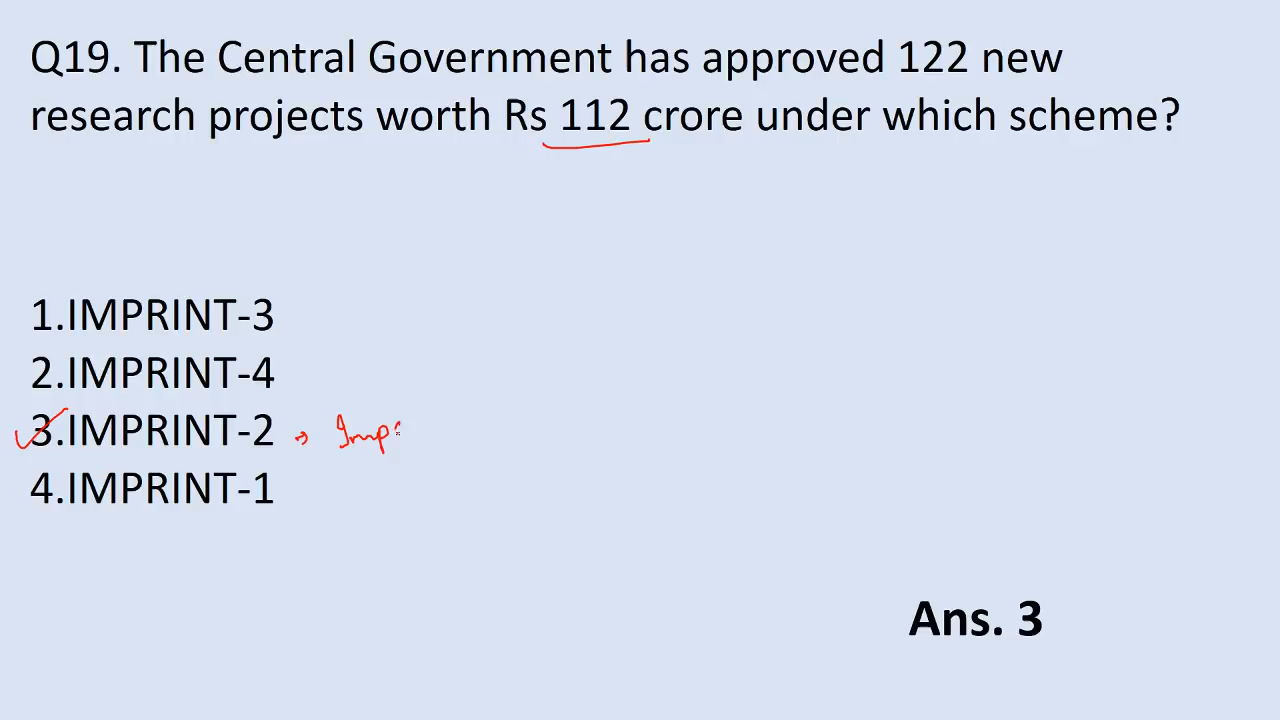 Q19. The Central Government has approved 122 new
research projects worth Rs 112 crore under which scheme?
1.IMPRINT-3
2.IMPRINT-4
3.IMPRINT-2 → Imp
4.IMPRINT-1
Ans. 3